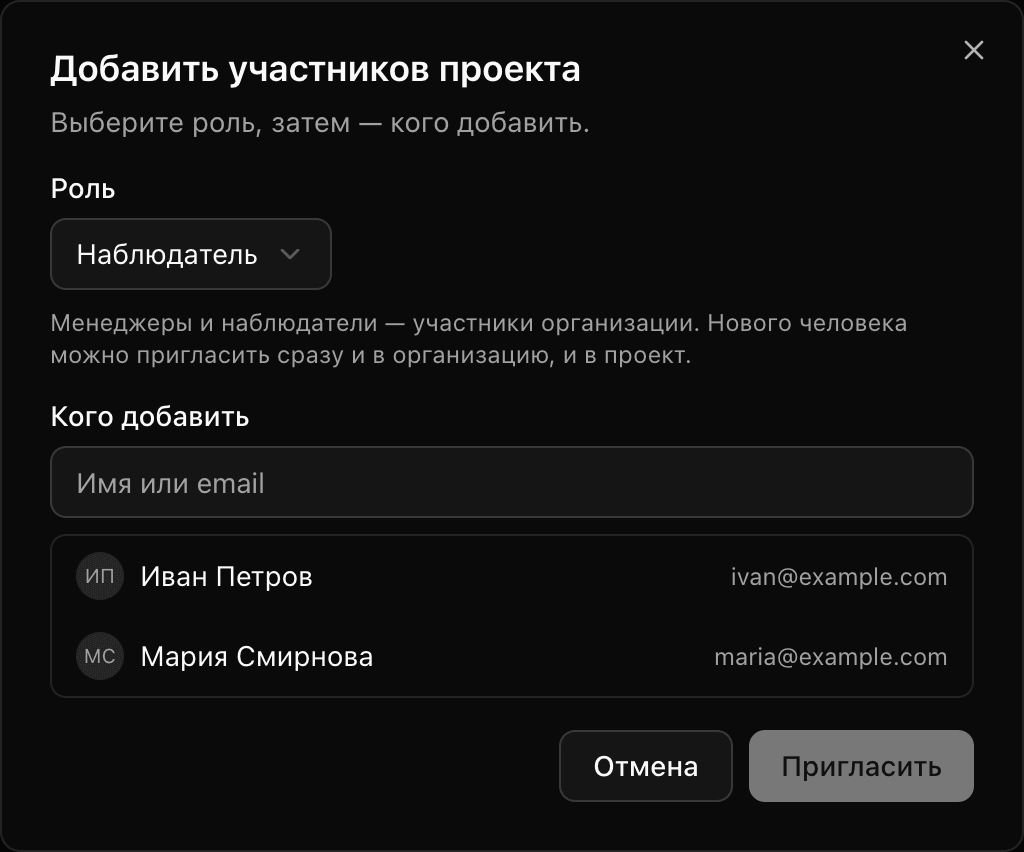 Добавить участников проекта
Выберите роль, затем — кого добавить.
Роль
Наблюдатель
Менеджеры и наблюдатели — участники организации. Нового человека
можно пригласить сразу и в организацию, и в проект.
Кого добавить
Имя или email
ИП Иван Петров ivan@example.com
МС Мария Смирнова maria@example.com
Отмена Пригласить